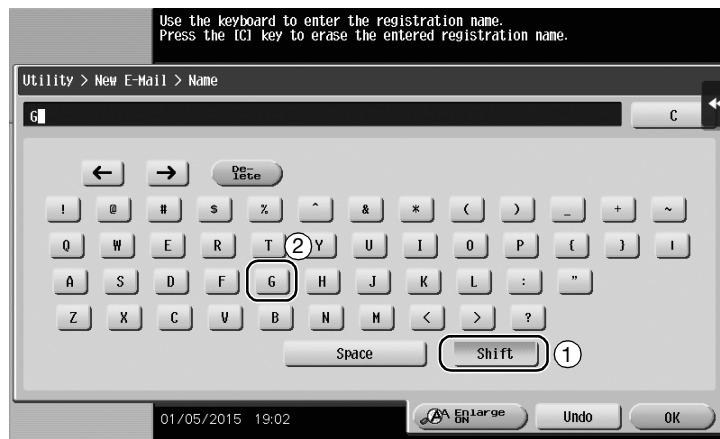 Use the keyboard to enter the registration name.
Press the [C] key to erase the entered registration name.
Utility > New E-Mail > Name
G C
← → De-lete
! @ # $ % ^ & * ( ) _ + ~
Q W E R T 2 Y U I O P { } |
A S D F G H J K L : "
Z X C V B N M < > ?
Space Shift 1
01/05/2015 19:02 AA Enlarge ON Undo OK